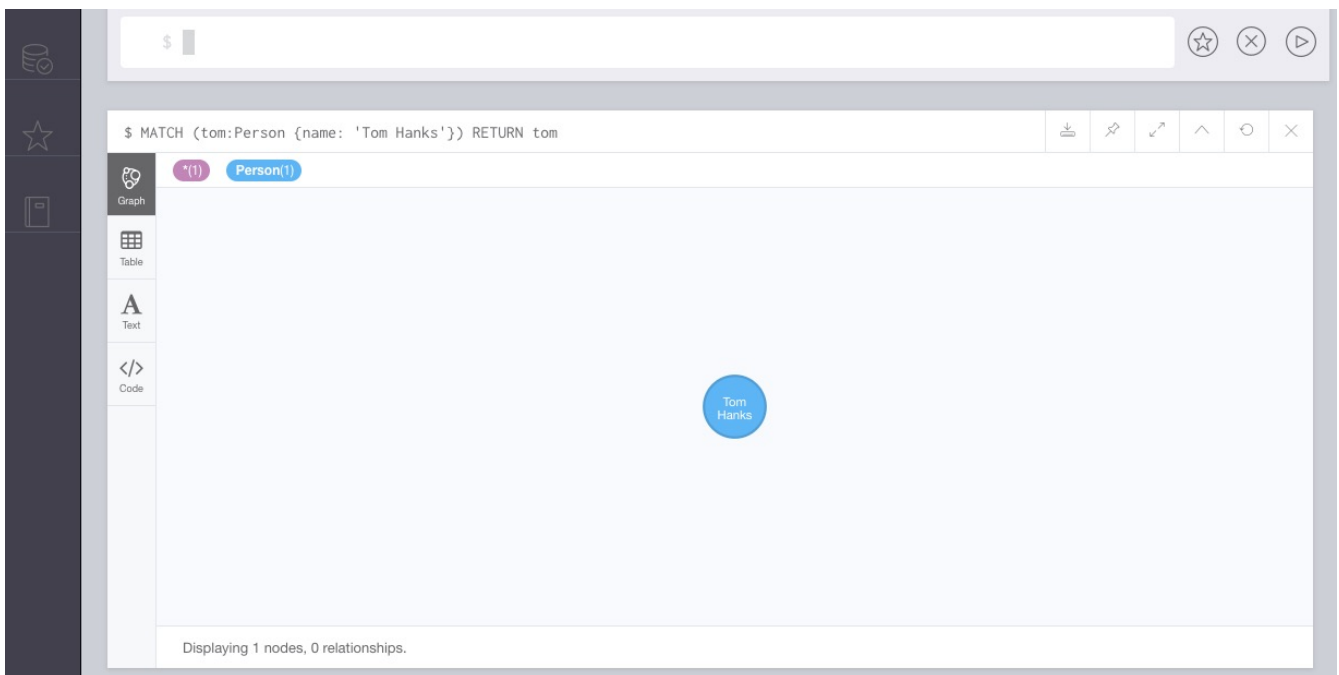 $
$ MATCH (tom:Person {name: 'Tom Hanks'}) RETURN tom
*(1) Person(1)
Graph
Table
A
Text
</>
Code
Tom
Hanks
Displaying 1 nodes, 0 relationships.